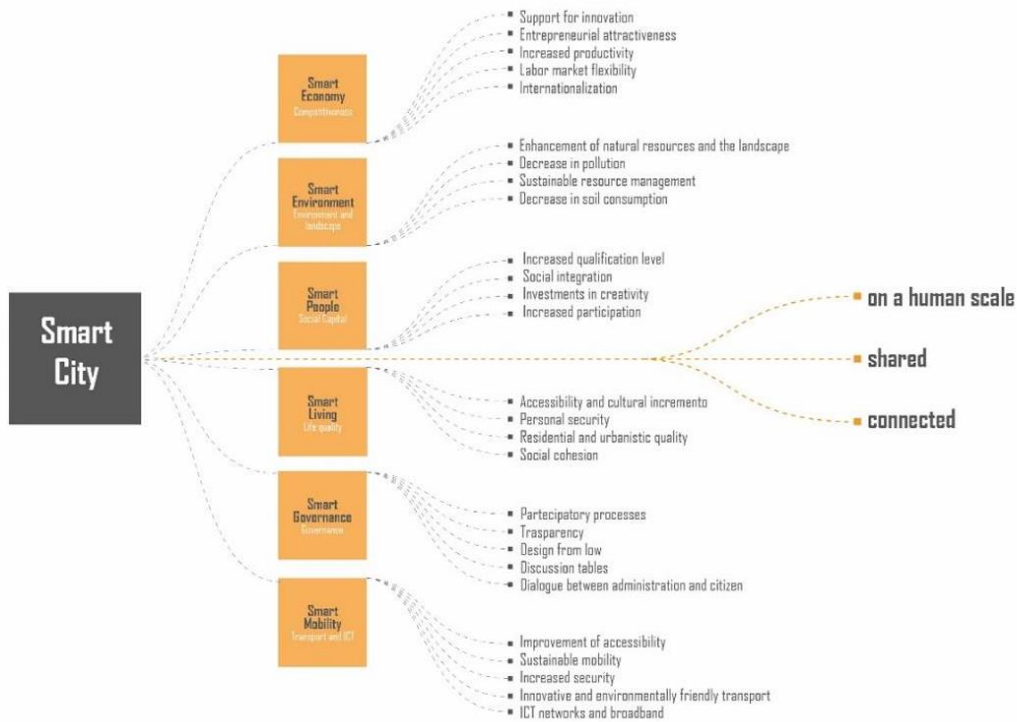 Smart
City
Smart
Economy
Competitiveness
Support for innovation
Entrepreneurial attractiveness
Increased productivity
Labor market flexibility
Internationalization
Smart
Environment
Environment and
landscape
Enhancement of natural resources and the landscape
Decrease in pollution
Sustainable resource management
Decrease in soil consumption
Smart
People
Social Capital
Increased qualification level
Social integration
Investments in creativity
Increased participation
Smart
Living
Life quality
Accessibility and cultural incremento
Personal security
Residential and urbanistic quality
Social cohesion
Smart
Governance
Governance
Partecipatory processes
Trasparency
Design from low
Discussion tables
Dialogue between administration and citizen
Smart
Mobility
Transport and ICT
Improvement of accessibility
Sustainable mobility
Increased security
Innovative and environmentally friendly transport
ICT networks and broadband
on a human scale
shared
connected